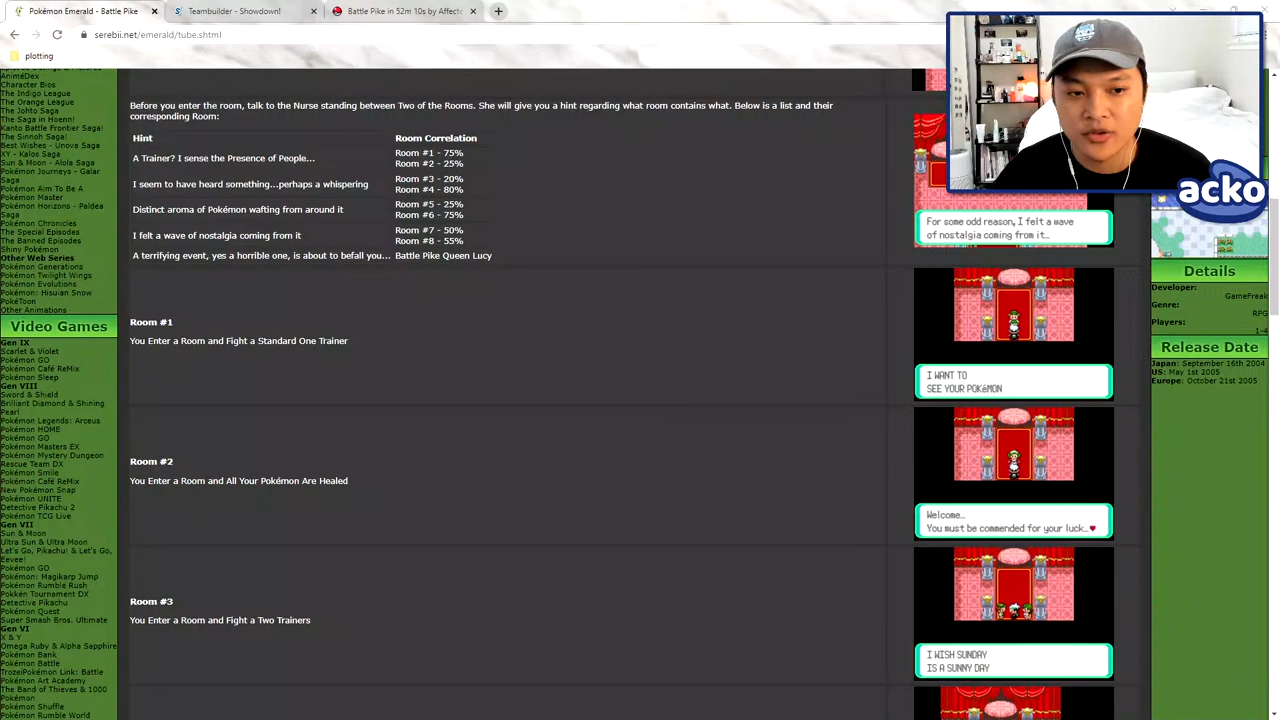 Pokémon Emerald - Battle Pike
Teambuilder - Showdown!
Battle Pike in 52m 10s by Affect...
serebii.net/emerald/tube.shtml
plotting
AniméDex
Character Bios
The Indigo League
The Orange League
The Johto Saga
The Saga in Hoenn!
Kanto Battle Frontier Saga!
The Sinnoh Saga!
Best Wishes - Unova Saga
XY - Kalos Saga
Sun & Moon - Alola Saga
Pokémon Journeys - Galar
Saga
Pokémon Aim To Be A
Pokémon Master
Pokémon Horizons - Paldea
Saga
Pokémon Chronicles
The Special Episodes
The Banned Episodes
Shiny Pokémon
Other Web Series
Pokémon Generations
Pokémon Twilight Wings
Pokémon Evolutions
Pokémon: Hisuian Snow
PokéToon
Other Animations
Video Games
Gen IX
Scarlet & Violet
Pokémon GO
Pokémon Café ReMix
Pokémon Sleep
Gen VIII
Sword & Shield
Brilliant Diamond & Shining
Pearl
Pokémon Legends: Arceus
Pokémon HOME
Pokémon GO
Pokémon Masters EX
Pokémon Mystery Dungeon
Rescue Team DX
Pokémon Smile
Pokémon Café ReMix
New Pokémon Snap
Pokémon UNITE
Detective Pikachu 2
Pokémon TCG Live
Gen VII
Sun & Moon
Ultra Sun & Ultra Moon
Let's Go, Pikachu! & Let's Go,
Eevee!
Pokémon GO
Pokémon: Magikarp Jump
Pokémon Rumble Rush
Pokkén Tournament DX
Detective Pikachu
Pokémon Quest
Super Smash Bros. Ultimate
Gen VI
X & Y
Omega Ruby & Alpha Sapphire
Pokémon Bank
Pokémon Battle
TrozeiPokémon Link: Battle
Pokémon Art Academy
The Band of Thieves & 1000
Pokémon
Pokémon Shuffle
Pokémon Rumble World
Before you enter the room, talk to the Nurse standing between Two of the Rooms. She will give you a hint regarding what room contains what. Below is a list and their
corresponding Room:
Hint Room Correlation
A Trainer? I sense the Presence of People... Room #1 - 75%
Room #2 - 25%
I seem to have heard something...perhaps a whispering Room #3 - 20%
Room #4 - 80%
Distinct aroma of Pokémon wafting from around it Room #5 - 25%
Room #6 - 75%
I felt a wave of nostalgia Room #7 - 50%
Room #8 - 55%
A terrifying event, yes a horrible one, is about to befall you... Battle Pike Queen Lucy
Room #1
You Enter a Room and Fight a Standard One Trainer
Room #2
You Enter a Room and All Your Pokémon Are Healed
Room #3
You Enter a Room and Fight a Two Trainers
For some odd reason, I felt a wave
of nostalgia coming from it...
I WANT TO
SEE YOUR POKéMON
Welcome...
You must be commended for your luck...♥
I WISH SUNDAY
IS A SUNNY DAY
acko
Details
Developer:
GameFreak
Genre:
RPG
Players:
1-4
Release Date
Japan: September 16th 2004
US: May 1st 2005
Europe: October 21st 2005